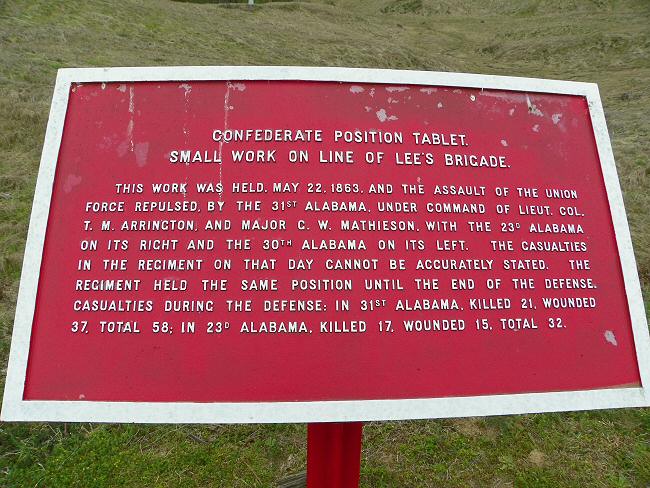 CONFEDERATE POSITION TABLET.
SMALL WORK ON LINE OF LEE'S BRIGADE.
THIS WORK WAS HELD, MAY 22, 1863, AND THE ASSAULT OF THE UNION
FORCE REPULSED, BY THE 31ST ALABAMA, UNDER COMMAND OF LIEUT. COL.
T. M. ARRINGTON, AND MAJOR G. W. MATHIESON, WITH THE 23D ALABAMA
ON ITS RIGHT AND THE 30TH ALABAMA ON ITS LEFT. THE CASUALTIES
IN THE REGIMENT ON THAT DAY CANNOT BE ACCURATELY STATED. THE
REGIMENT HELD THE SAME POSITION UNTIL THE END OF THE DEFENSE.
CASUALTIES DURING THE DEFENSE: IN 31ST ALABAMA, KILLED 21, WOUNDED
37, TOTAL 58; IN 23D ALABAMA, KILLED 17, WOUNDED 15, TOTAL 32.